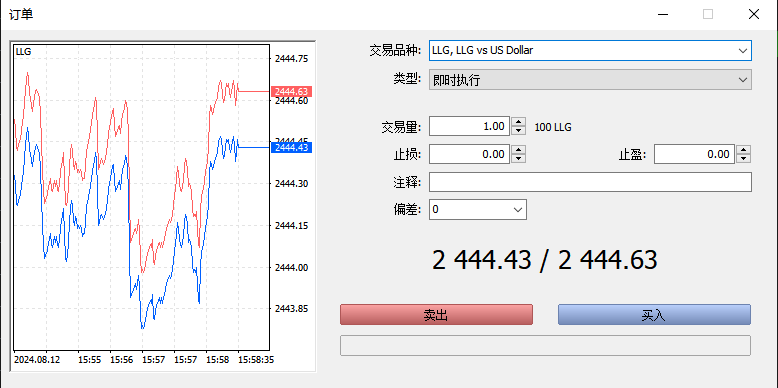 订单
LLG
2444.75
2444.63
2444.60
2444.45
2444.43
2444.30
2444.15
2444.00
2443.85
2024.08.12 15:55 15:56 15:57 15:57 15:58 15:58:35
交易品种: LLG, LLG vs US Dollar
类型: 即时执行
交易量: 1.00 100 LLG
止损: 0.00 止盈: 0.00
注释:
偏差: 0
2 444.43 / 2 444.63
卖出 买入